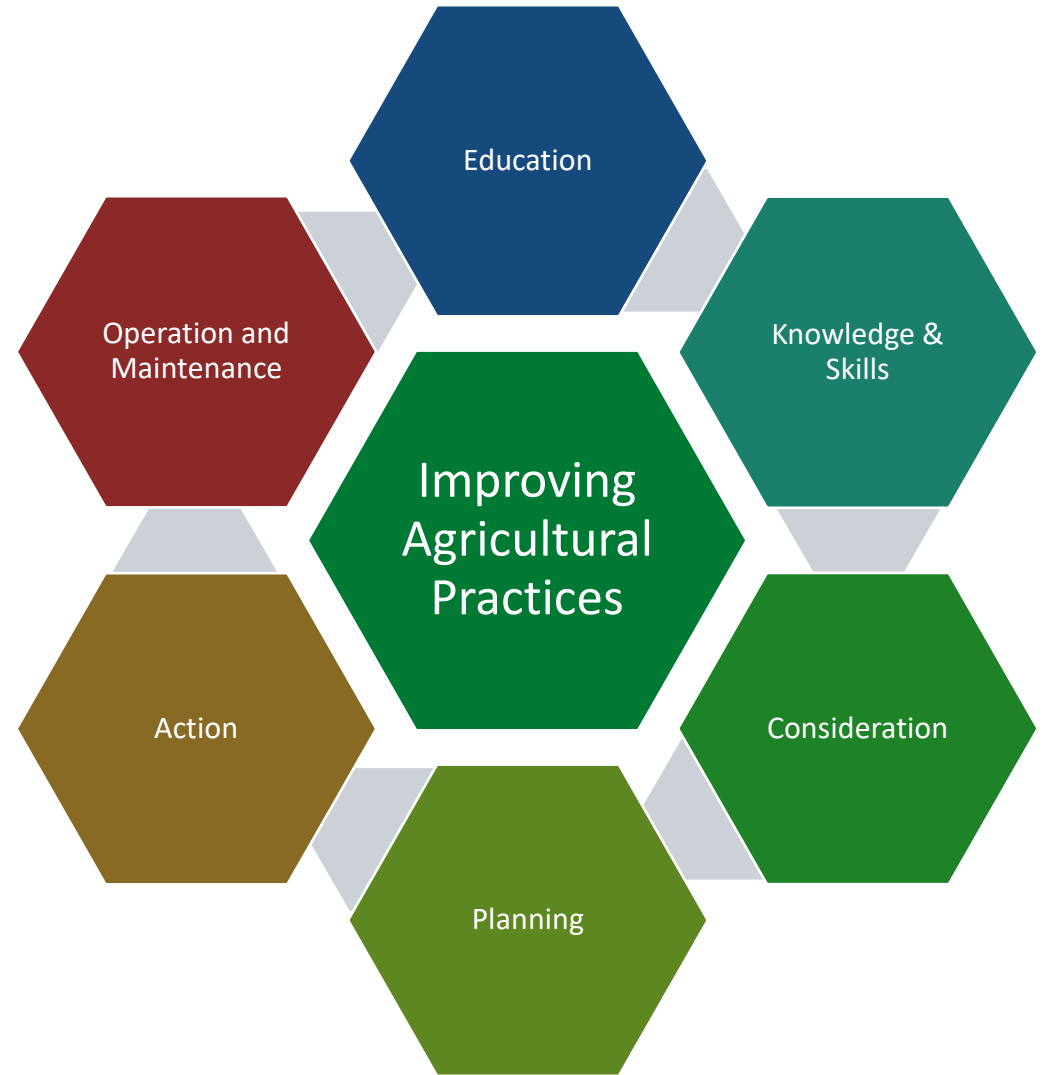 Education
Knowledge &
Skills
Consideration
Planning
Action
Operation and
Maintenance
Improving
Agricultural
Practices